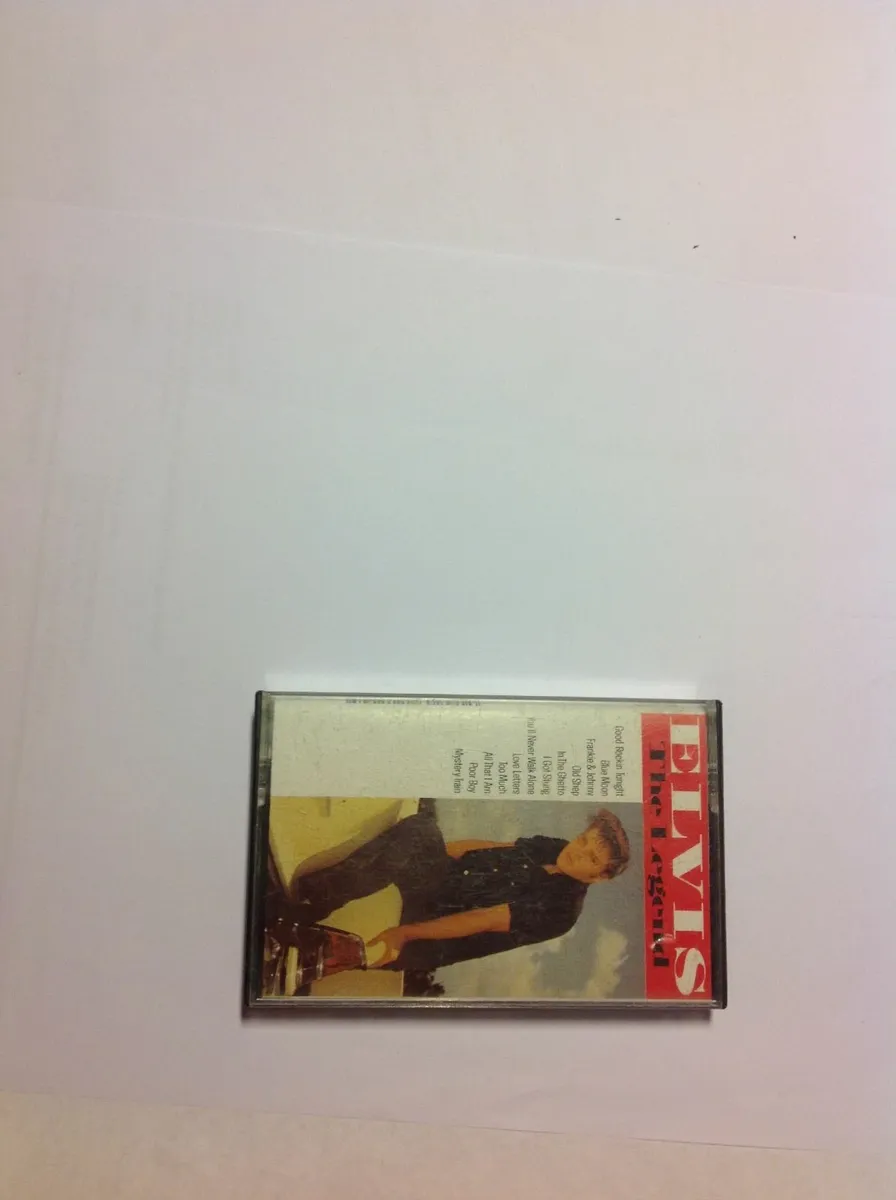 ELVIS
The Legend
Good Rockin Tonight
Blue Moon
Frankie & Johnny
Old Shep
In The Ghetto
I Got Stung
You'll Never Walk Alone
Love Letters
Too Much
All That I Am
Poor Boy
Mystery Train